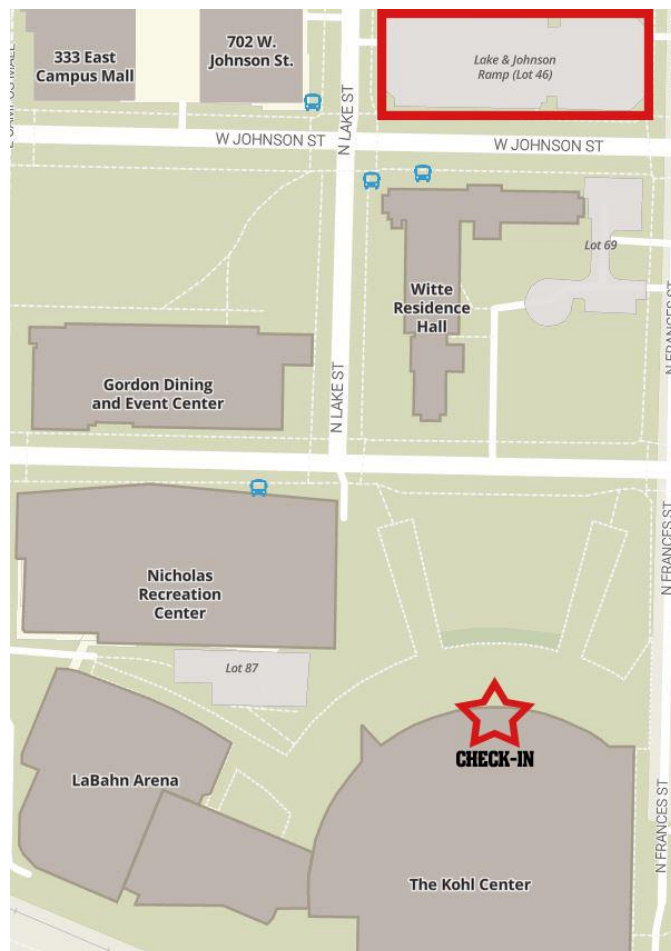 333 East
Campus Mall
702 W.
Johnson St.
Lake & Johnson
Ramp (Lot 46)
N LAKE ST
W JOHNSON ST
W JOHNSON ST
Lot 69
Witte
Residence
Hall
N FRANCES ST
Gordon Dining
and Event Center
N LAKE ST
Nicholas
Recreation
Center
N FRANCES ST
Lot 87
CHECK-IN
LaBahn Arena
N FRANCES ST
The Kohl Center